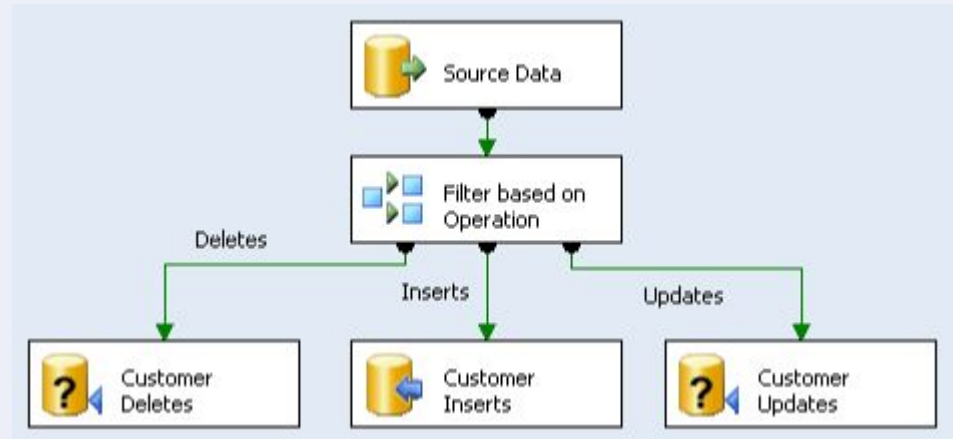 Source Data
Filter based on
Operation
Deletes
Inserts
Updates
Customer
Deletes
Customer
Inserts
Customer
Updates